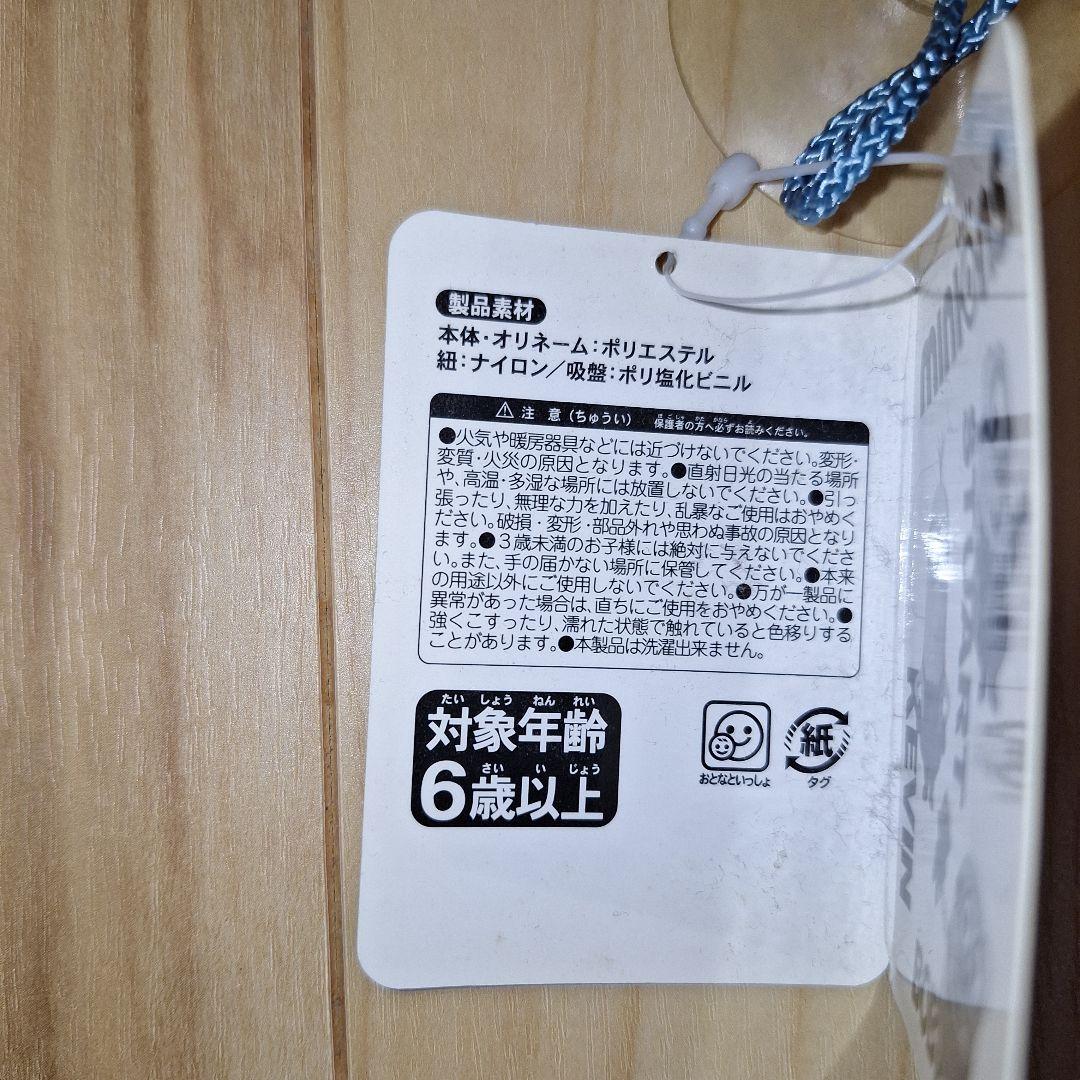 製品素材
本体・オリネーム：ポリエステル
紐：ナイロン／吸盤：ポリ塩化ビニル
⚠ 注 意（ちゅうい） 保護者の方へ必ずお読みください。
●火気や暖房器具などには近づけないでください。変形・
変質・火災の原因となります。●直射日光の当たる場所
や、高温・多湿な場所には放置しないでください。●引っ
張ったり、無理な力を加えたり、乱暴なご使用はおやめく
ださい。破損・変形・部品外れや思わぬ事故の原因となり
ます。●３歳未満のお子様には絶対に与えないでくださ
い。また、手の届かない場所に保管してください。●本来
の用途以外にご使用しないでください。●万が一製品に
異常があった場合は、直ちにご使用をおやめください。●
強くこすったり、濡れた状態で触れていると色移りする
ことがあります。●本製品は洗濯出来ません。
たい しょう ねん れい
対象年齢
さい い じょう
6歳以上
おとなといっしょ
紙
タグ
KEVIN